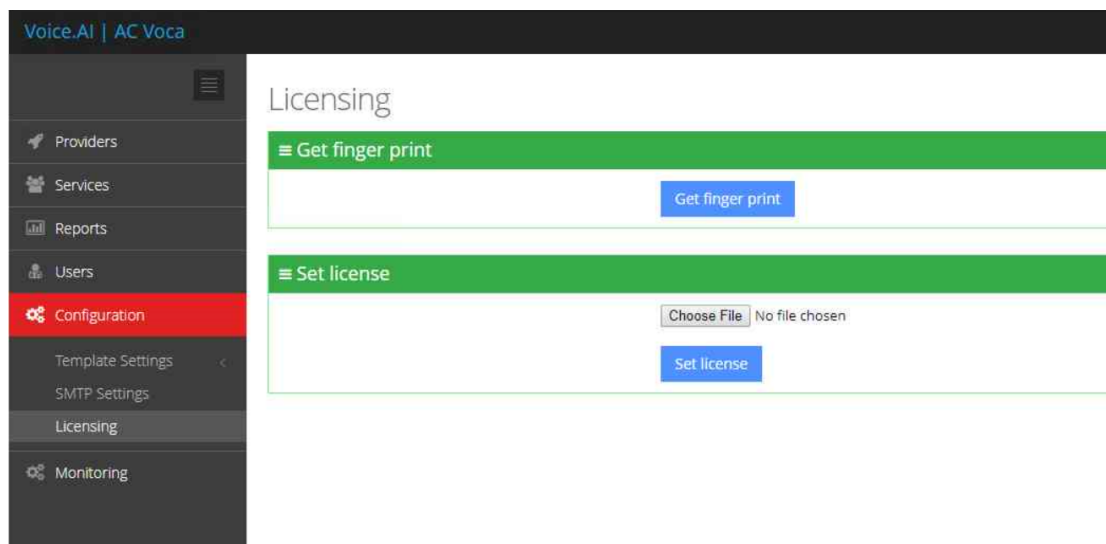 Voice.AI | AC Voca
Providers
Services
Reports
Users
Configuration
Template Settings
SMTP Settings
Licensing
Monitoring
Licensing
Get finger print
Get finger print
Set license
Choose File No file chosen
Set license